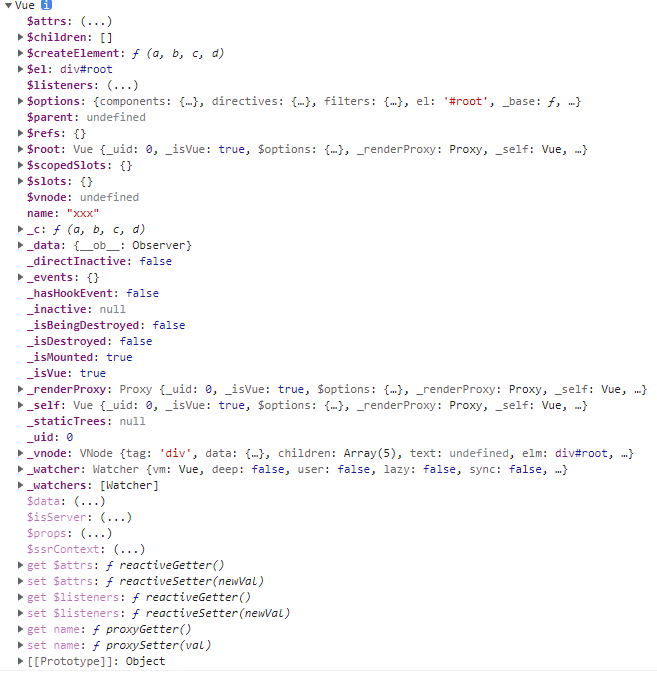 Vue i
$attrs: (...)
$children: []
$createElement: ƒ (a, b, c, d)
$el: div#root
$listeners: (...)
$options: {components: {…}, directives: {…}, filters: {…}, el: '#root', _base: ƒ, …}
$parent: undefined
$refs: {}
$root: Vue {_uid: 0, _isVue: true, $options: {…}, _renderProxy: Proxy, _self: Vue, …}
$scopedSlots: {}
$slots: {}
$vnode: undefined
name: "xxx"
_c: ƒ (a, b, c, d)
_data: {__ob__: Observer}
_directInactive: false
_events: {}
_hasHookEvent: false
_inactive: null
_isBeingDestroyed: false
_isDestroyed: false
_isMounted: true
_isVue: true
_renderProxy: Proxy {_uid: 0, _isVue: true, $options: {…}, _renderProxy: Proxy, _self: Vue, …}
_self: Vue {_uid: 0, _isVue: true, $options: {…}, _renderProxy: Proxy, _self: Vue, …}
_staticTrees: null
_uid: 0
_vnode: VNode {tag: 'div', data: {…}, children: Array(5), text: undefined, elm: div#root, …}
_watcher: Watcher {vm: Vue, deep: false, user: false, lazy: false, sync: false, …}
_watchers: [Watcher]
$data: (...)
$isServer: (...)
$props: (...)
$ssrContext: (...)
get $attrs: ƒ reactiveGetter()
set $attrs: ƒ reactiveSetter(newVal)
get $listeners: ƒ reactiveGetter()
set $listeners: ƒ reactiveSetter(newVal)
get name: ƒ proxyGetter()
set name: ƒ proxySetter(val)
[[Prototype]]: Object